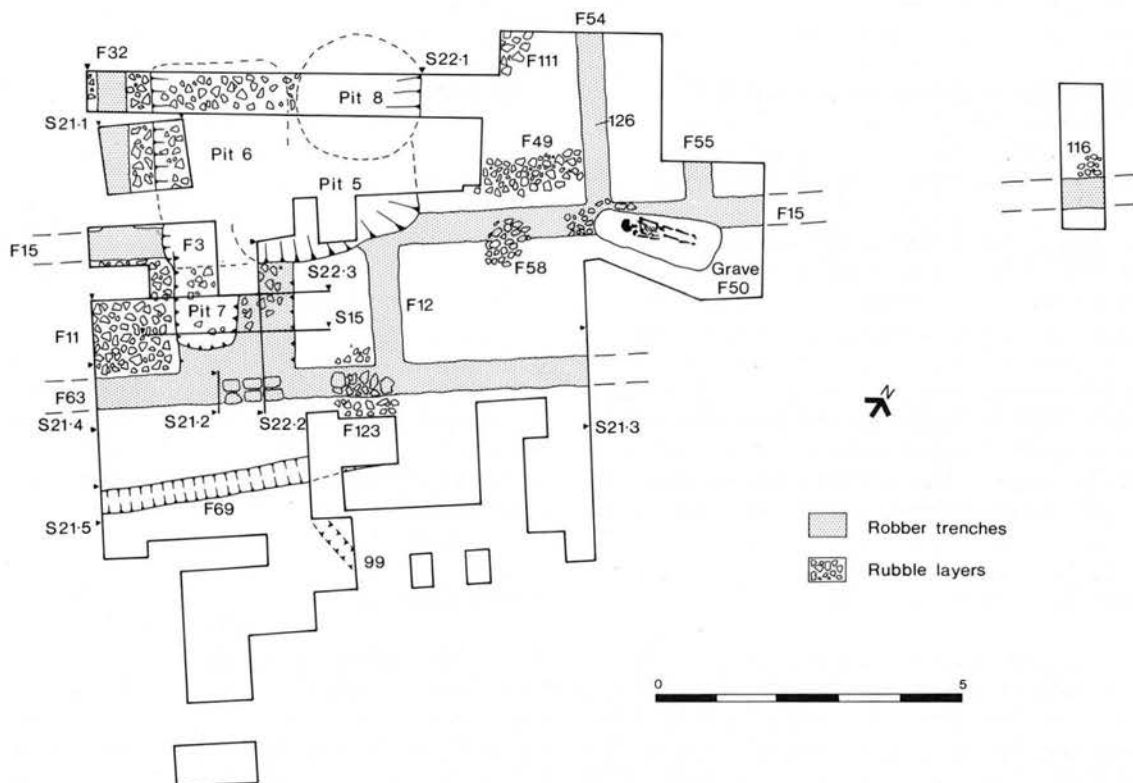 F54
F32
S22·1
F111
Pit 8
S21·1
126
F49
F55
116
Pit 6
Pit 5
F15
F15
F3
S22·3
F58
Grave
F50
Pit 7
S15
F12
F11
N
F63
S21·4
S21·2
S22·2
F123
S21·3
F69
S21·5
99
Robber trenches
Rubble layers
0
5